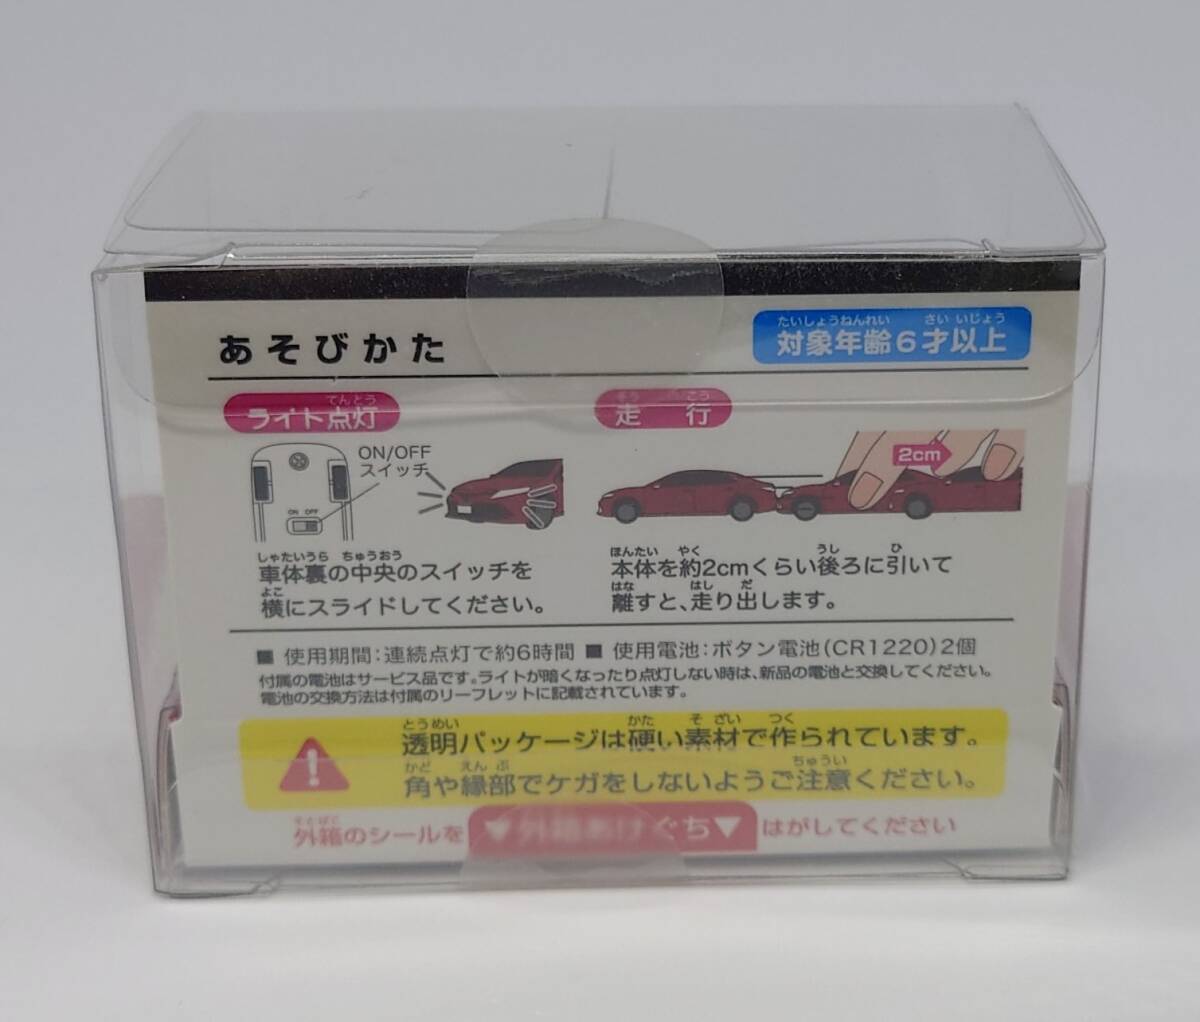 あそびかた
たいしょうねんれい さい いじょう
対象年齢6才以上
てんとう
ライト点灯
ON/OFF
スイッチ
ON OFF
しゃたいうら ちゅうおう
車体裏の中央のスイッチを
よこ
横にスライドしてください。
そう こう
走行
2cm
ほんたい やく うし ひ
本体を約2cmくらい後ろに引いて
はな はし だ
離すと、走り出します。
■ 使用期間:連続点灯で約6時間 ■ 使用電池:ボタン電池(CR1220)2個
付属の電池はサービス品です。ライトが暗くなったり点灯しない時は、新品の電池と交換してください。
電池の交換方法は付属のリーフレットに記載されています。
とうめい かた そ ざい つく
透明パッケージは硬い素材で作られています。
かど えん ぶ ちゅうい
角や縁部でケガをしないようご注意ください。
そとばこ
外箱のシールを ▼外箱あけぐち▼ はがしてください